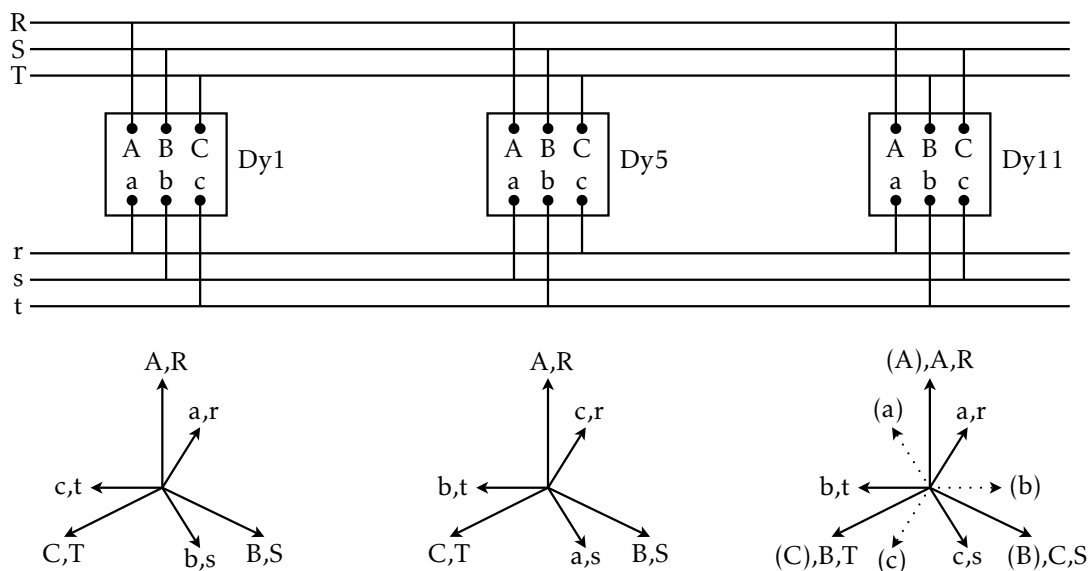 R
S
T
A B C A B C A B C
Dy1 Dy5 Dy11
a b c a b c a b c
r
s
t
A,R A,R (A),A,R
a,r c,r (a) a,r
c,t b,t b,t (b)
C,T b,s B,S C,T a,s B,S (C),B,T (c) c,s (B),C,S